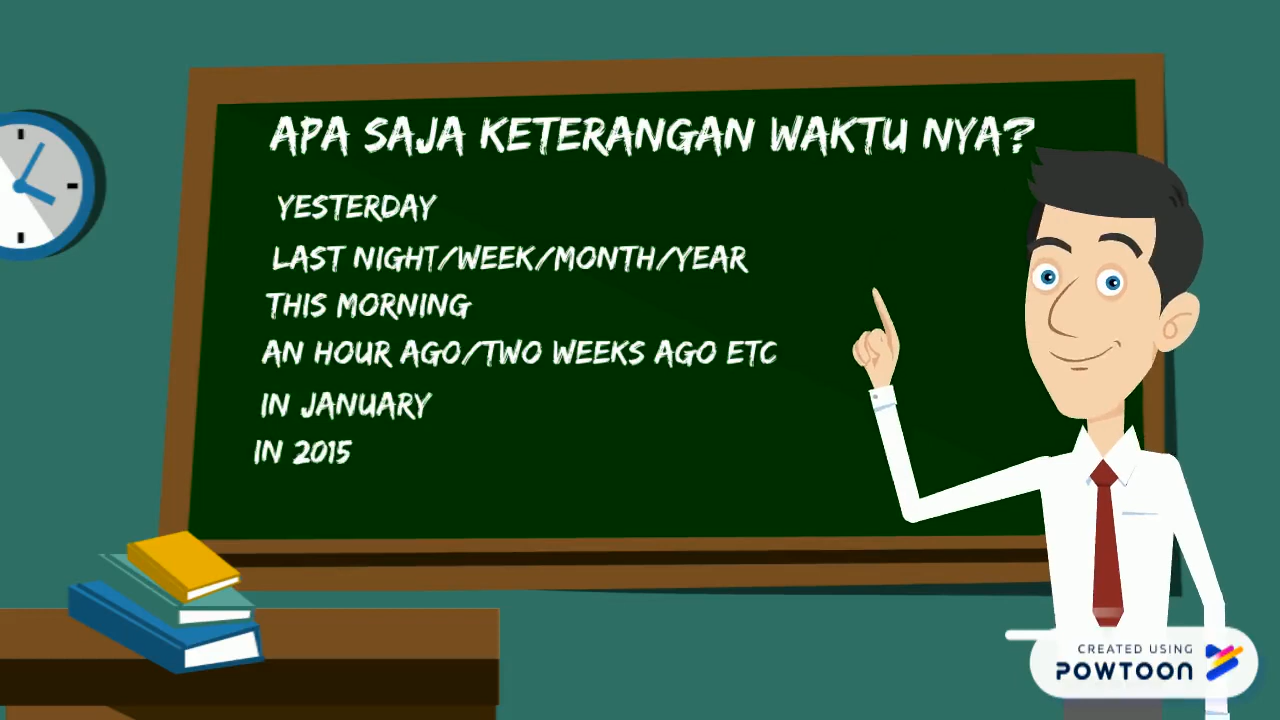 APA SAJA KETERANGAN WAKTU NYA?
YESTERDAY
LAST NIGHT/WEEK/MONTH/YEAR
THIS MORNING
AN HOUR AGO/TWO WEEKS AGO ETC
IN JANUARY
IN 2015
CREATED USING
POWTOON